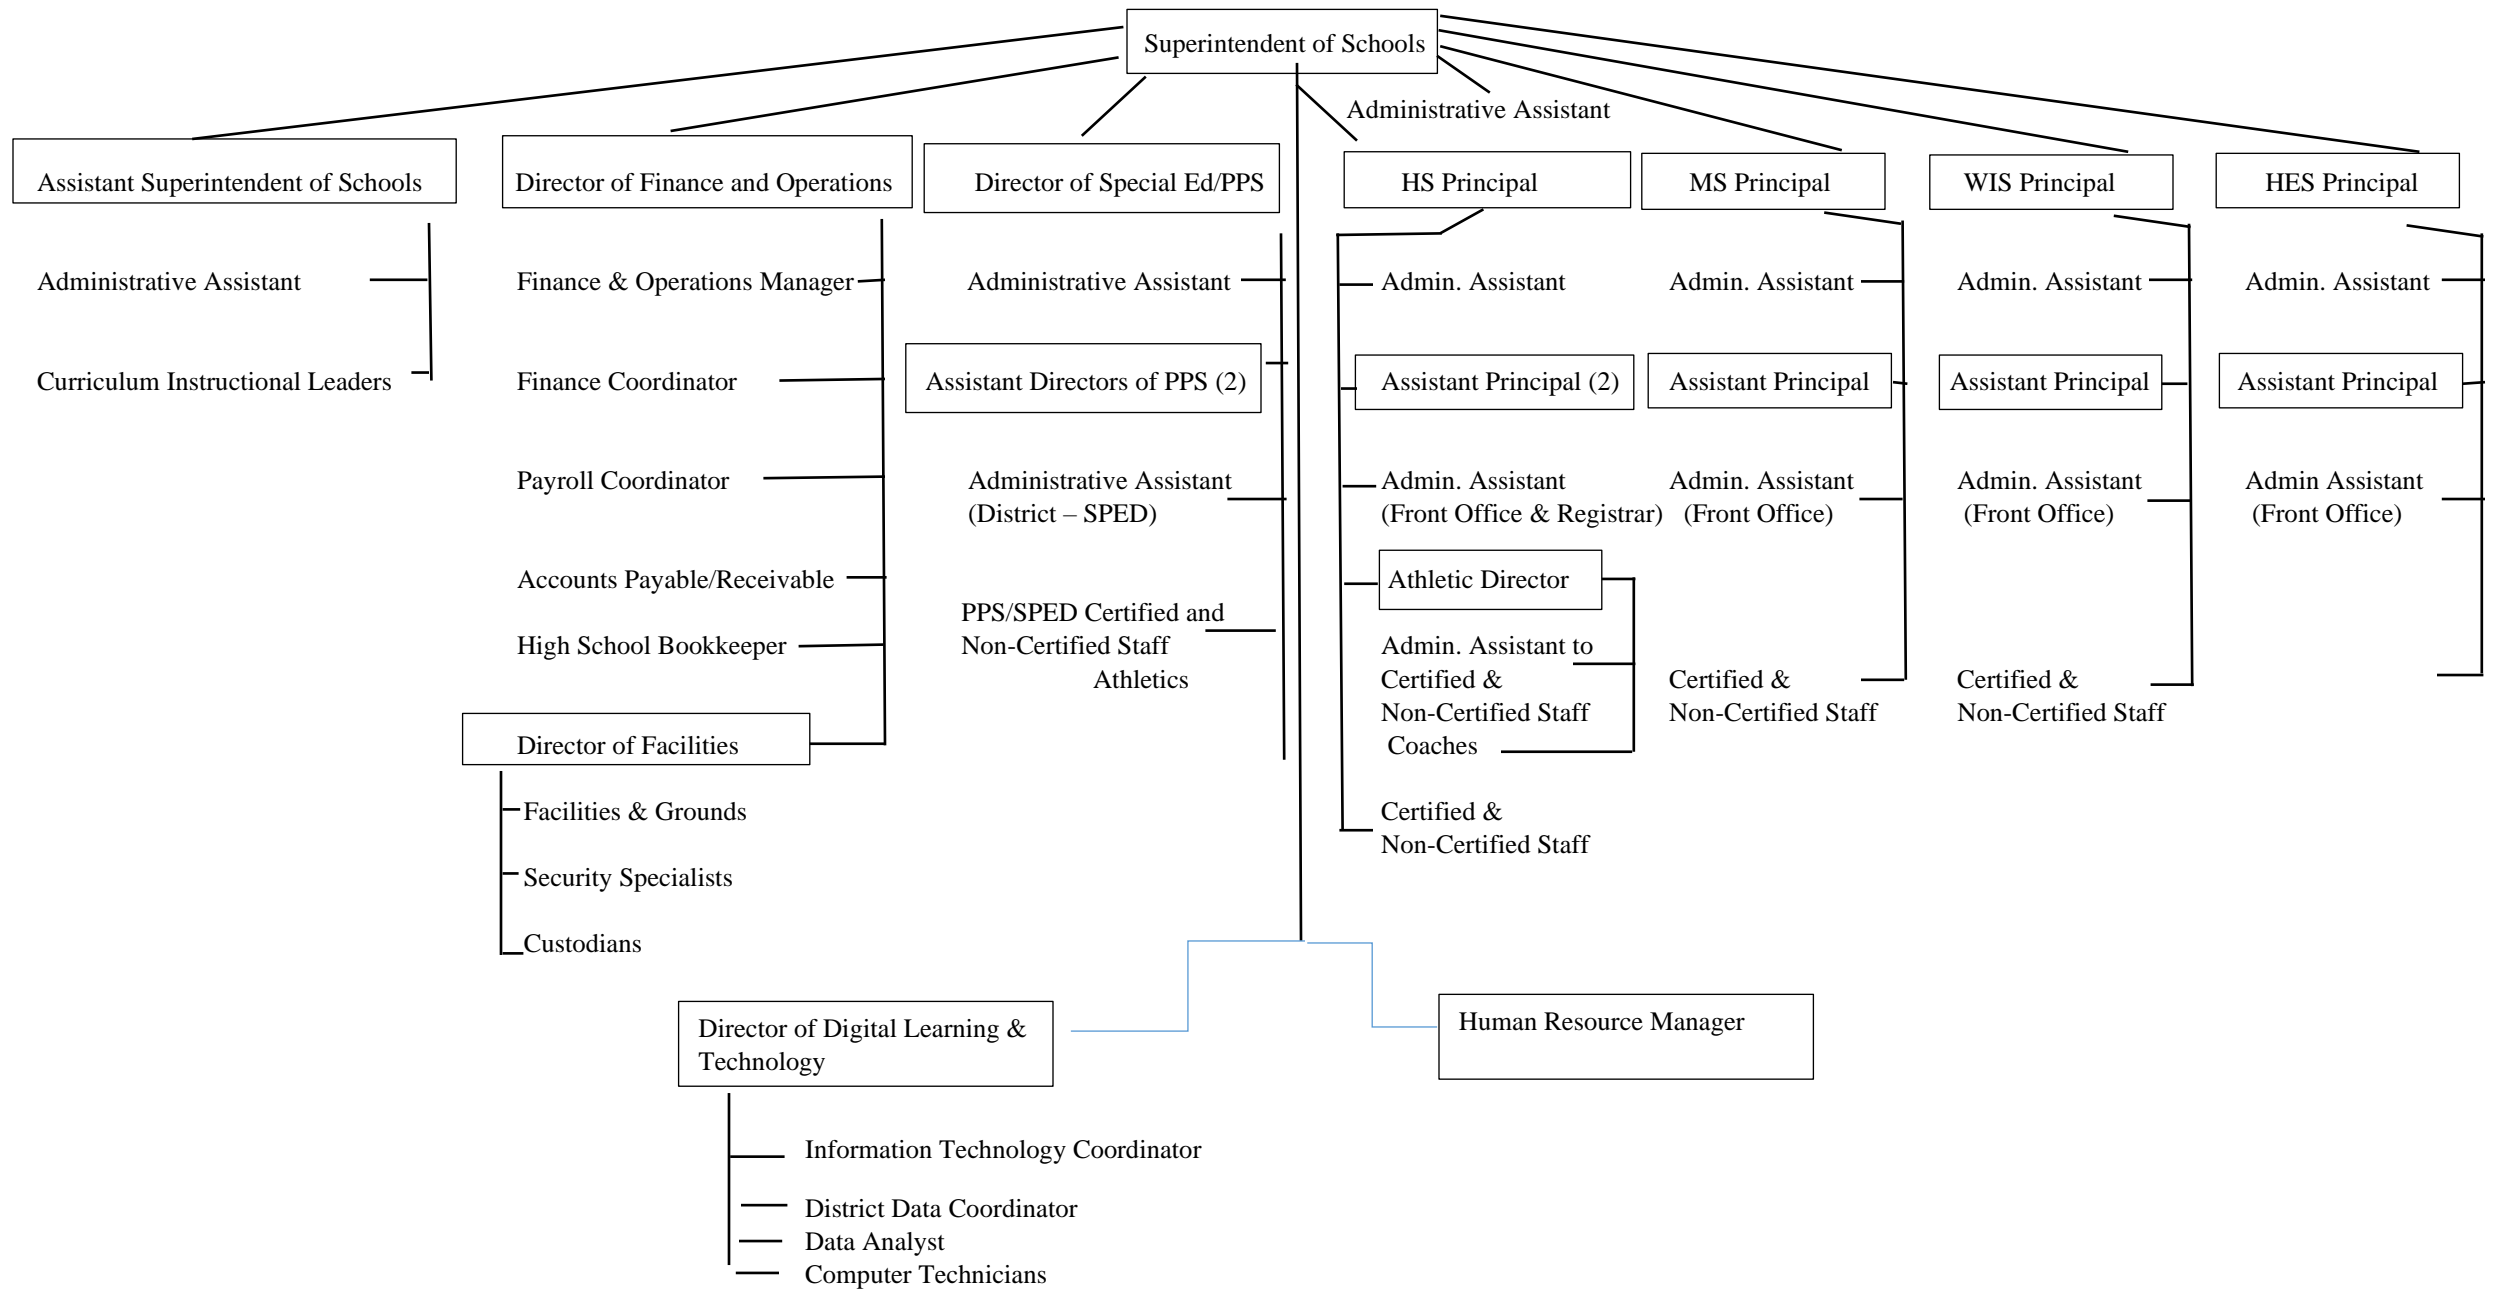 Superintendent of Schools
Administrative Assistant
Assistant Superintendent of Schools
Director of Finance and Operations
Director of Special Ed/PPS
HS Principal
MS Principal
WIS Principal
HES Principal
Administrative Assistant
Finance & Operations Manager
Administrative Assistant
Admin. Assistant
Admin. Assistant
Admin. Assistant
Admin. Assistant
Curriculum Instructional Leaders
Finance Coordinator
Assistant Directors of PPS (2)
Assistant Principal (2)
Assistant Principal
Assistant Principal
Assistant Principal
Payroll Coordinator
Administrative Assistant
(District – SPED)
Admin. Assistant
(Front Office & Registrar)
Admin. Assistant
(Front Office)
Admin. Assistant
(Front Office)
Admin Assistant
(Front Office)
Accounts Payable/Receivable
Athletic Director
PPS/SPED Certified and
Non-Certified Staff
Athletics
High School Bookkeeper
Admin. Assistant to
Certified &
Non-Certified Staff
Coaches
Certified &
Non-Certified Staff
Certified &
Non-Certified Staff
Director of Facilities
Facilities & Grounds
Certified &
Non-Certified Staff
Security Specialists
Custodians
Director of Digital Learning &
Technology
Human Resource Manager
Information Technology Coordinator
District Data Coordinator
Data Analyst
Computer Technicians